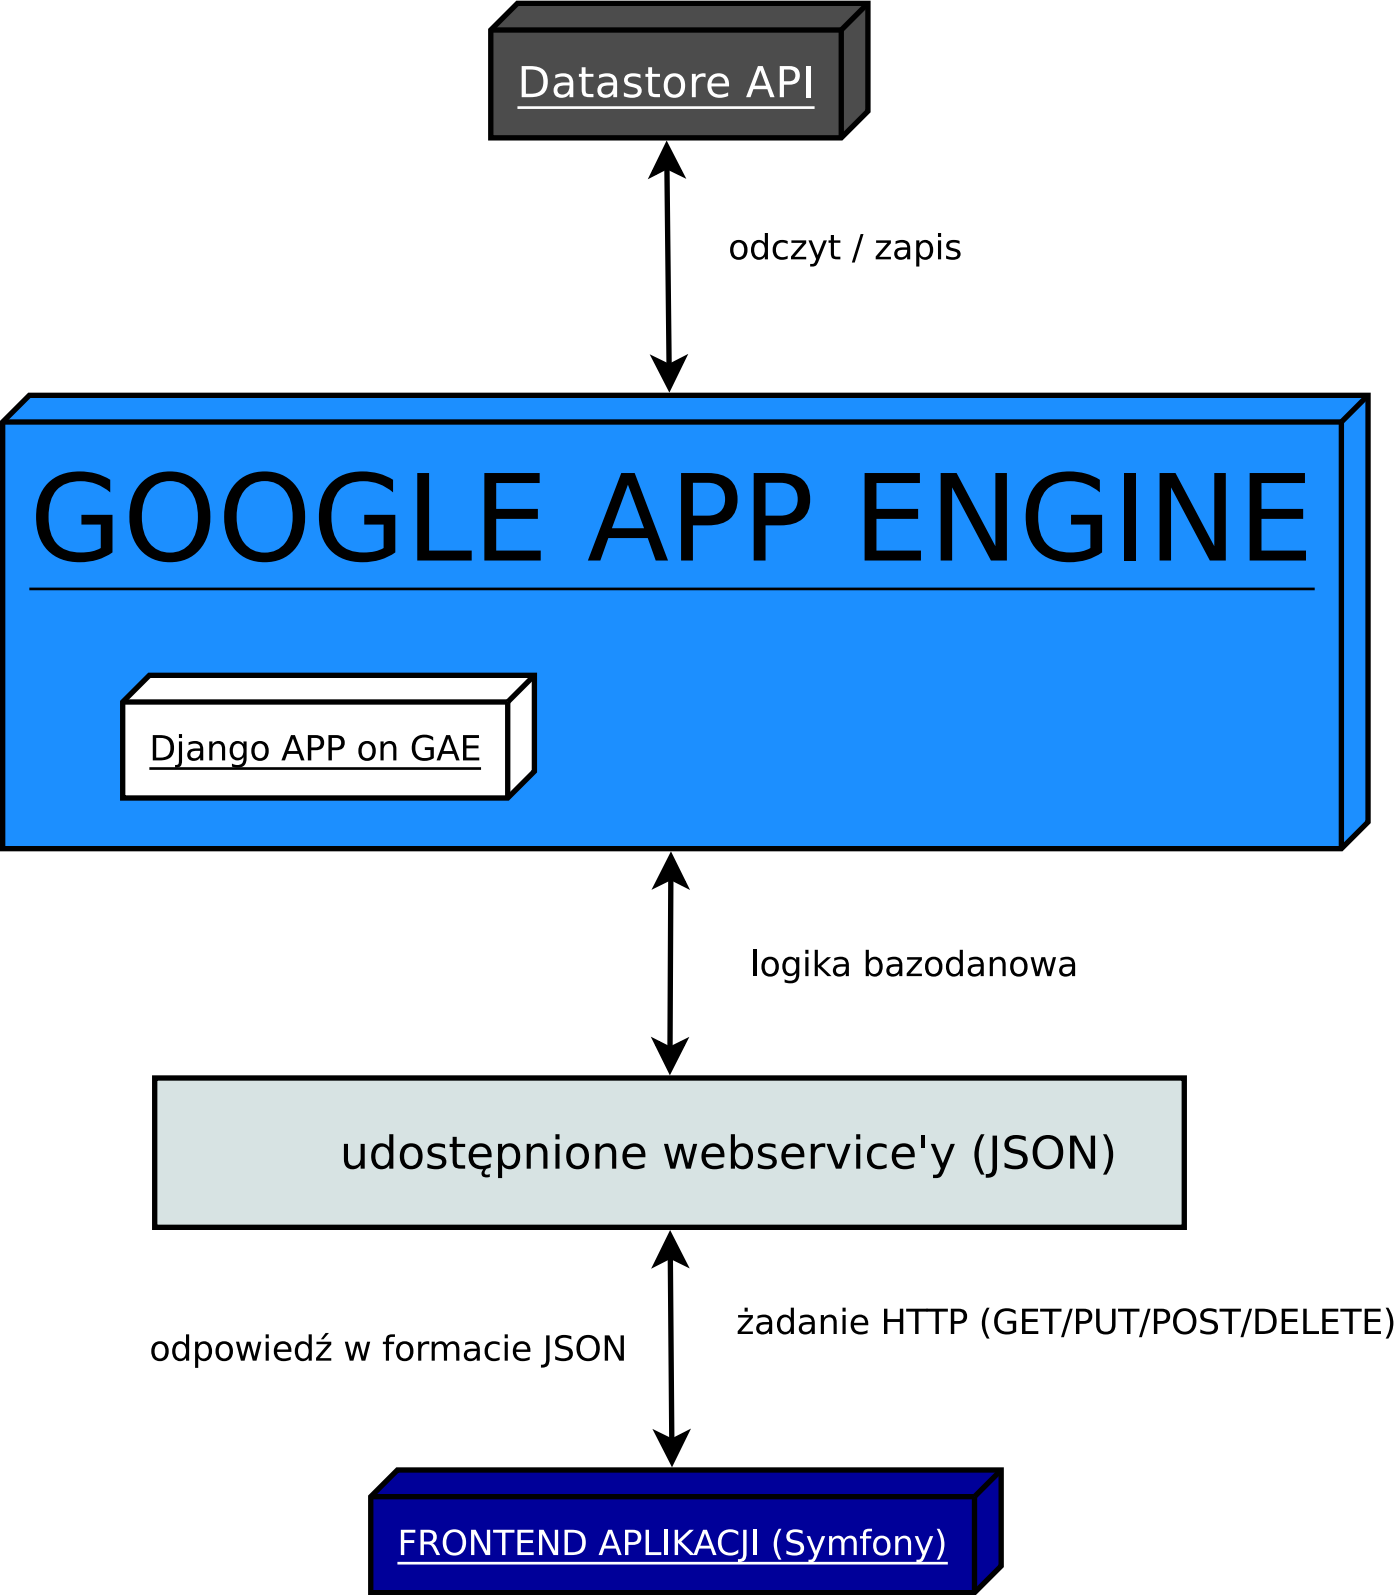 Datastore API
odczyt / zapis
GOOGLE APP ENGINE
Django APP on GAE
logika bazodanowa
udostępnione webservice'y (JSON)
żadanie HTTP (GET/PUT/POST/DELETE)
odpowiedź w formacie JSON
FRONTEND APLIKACJI (Symfony)